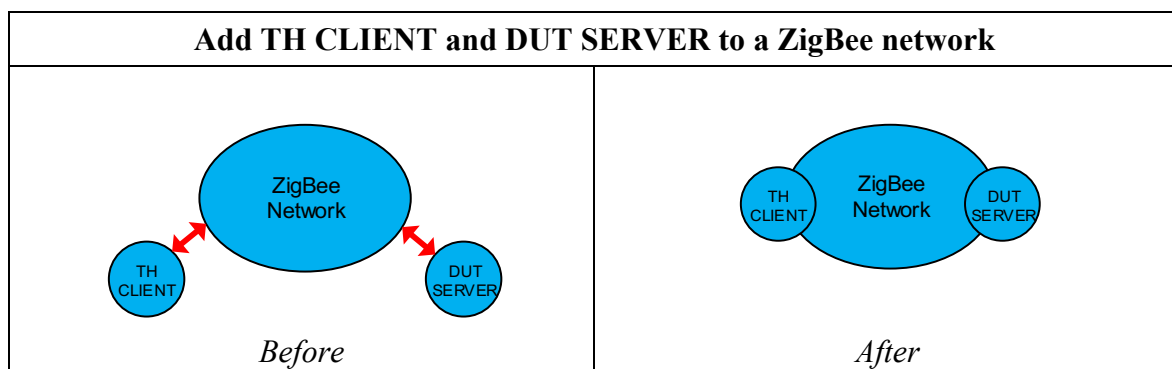 Add TH CLIENT and DUT SERVER to a ZigBee network
ZigBee
Network
TH
CLIENT
DUT
SERVER
Before
TH
CLIENT
ZigBee
Network
DUT
SERVER
After